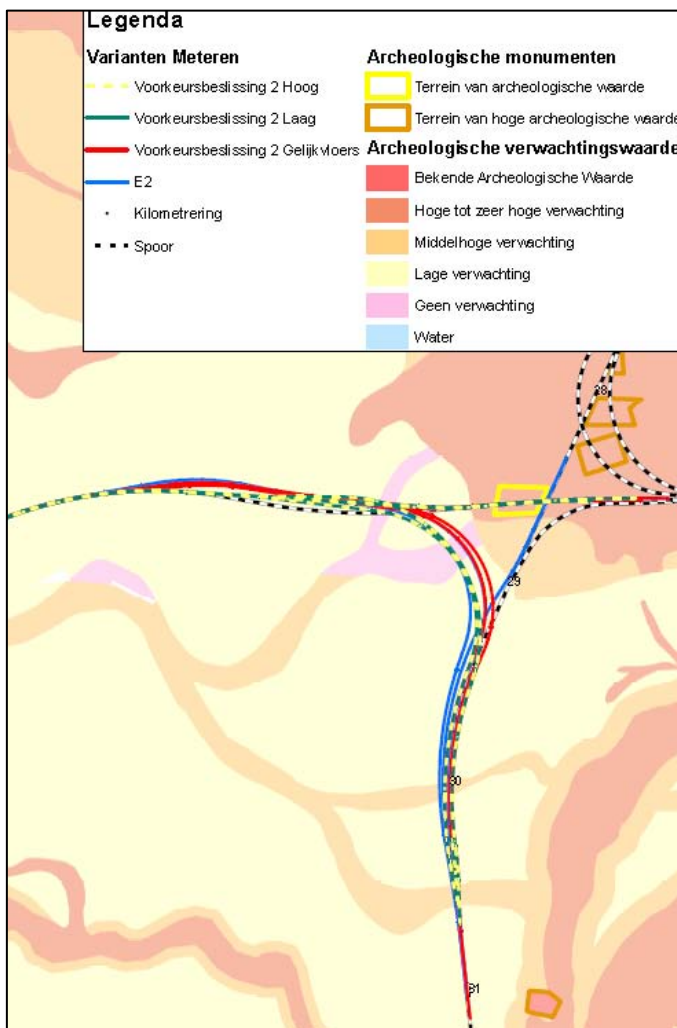 Legenda
Varianten Meteren
Voorkeursbeslissing 2 Hoog
Voorkeursbeslissing 2 Laag
Voorkeursbeslissing 2 Gelijkvloers
E2
Kilometrering
Spoor
Archeologische monumenten
Terrein van archeologische waarde
Terrein van hoge archeologische waarde
Archeologische verwachtingswaarde
Bekende Archeologische Waarde
Hoge tot zeer hoge verwachting
Middelhoge verwachting
Lage verwachting
Geen verwachting
Water
28
29
30
31